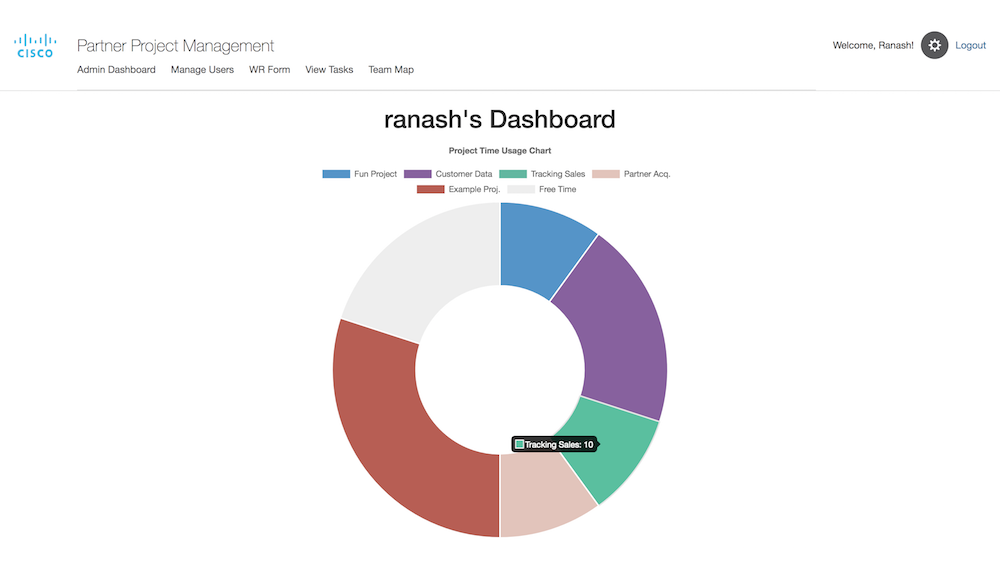 CISCO
Partner Project Management
Welcome, Ranash! Logout
Admin Dashboard Manage Users WR Form View Tasks Team Map
ranash's Dashboard
Project Time Usage Chart
Fun Project Customer Data Tracking Sales Partner Acq.
Example Proj. Free Time
Tracking Sales: 10